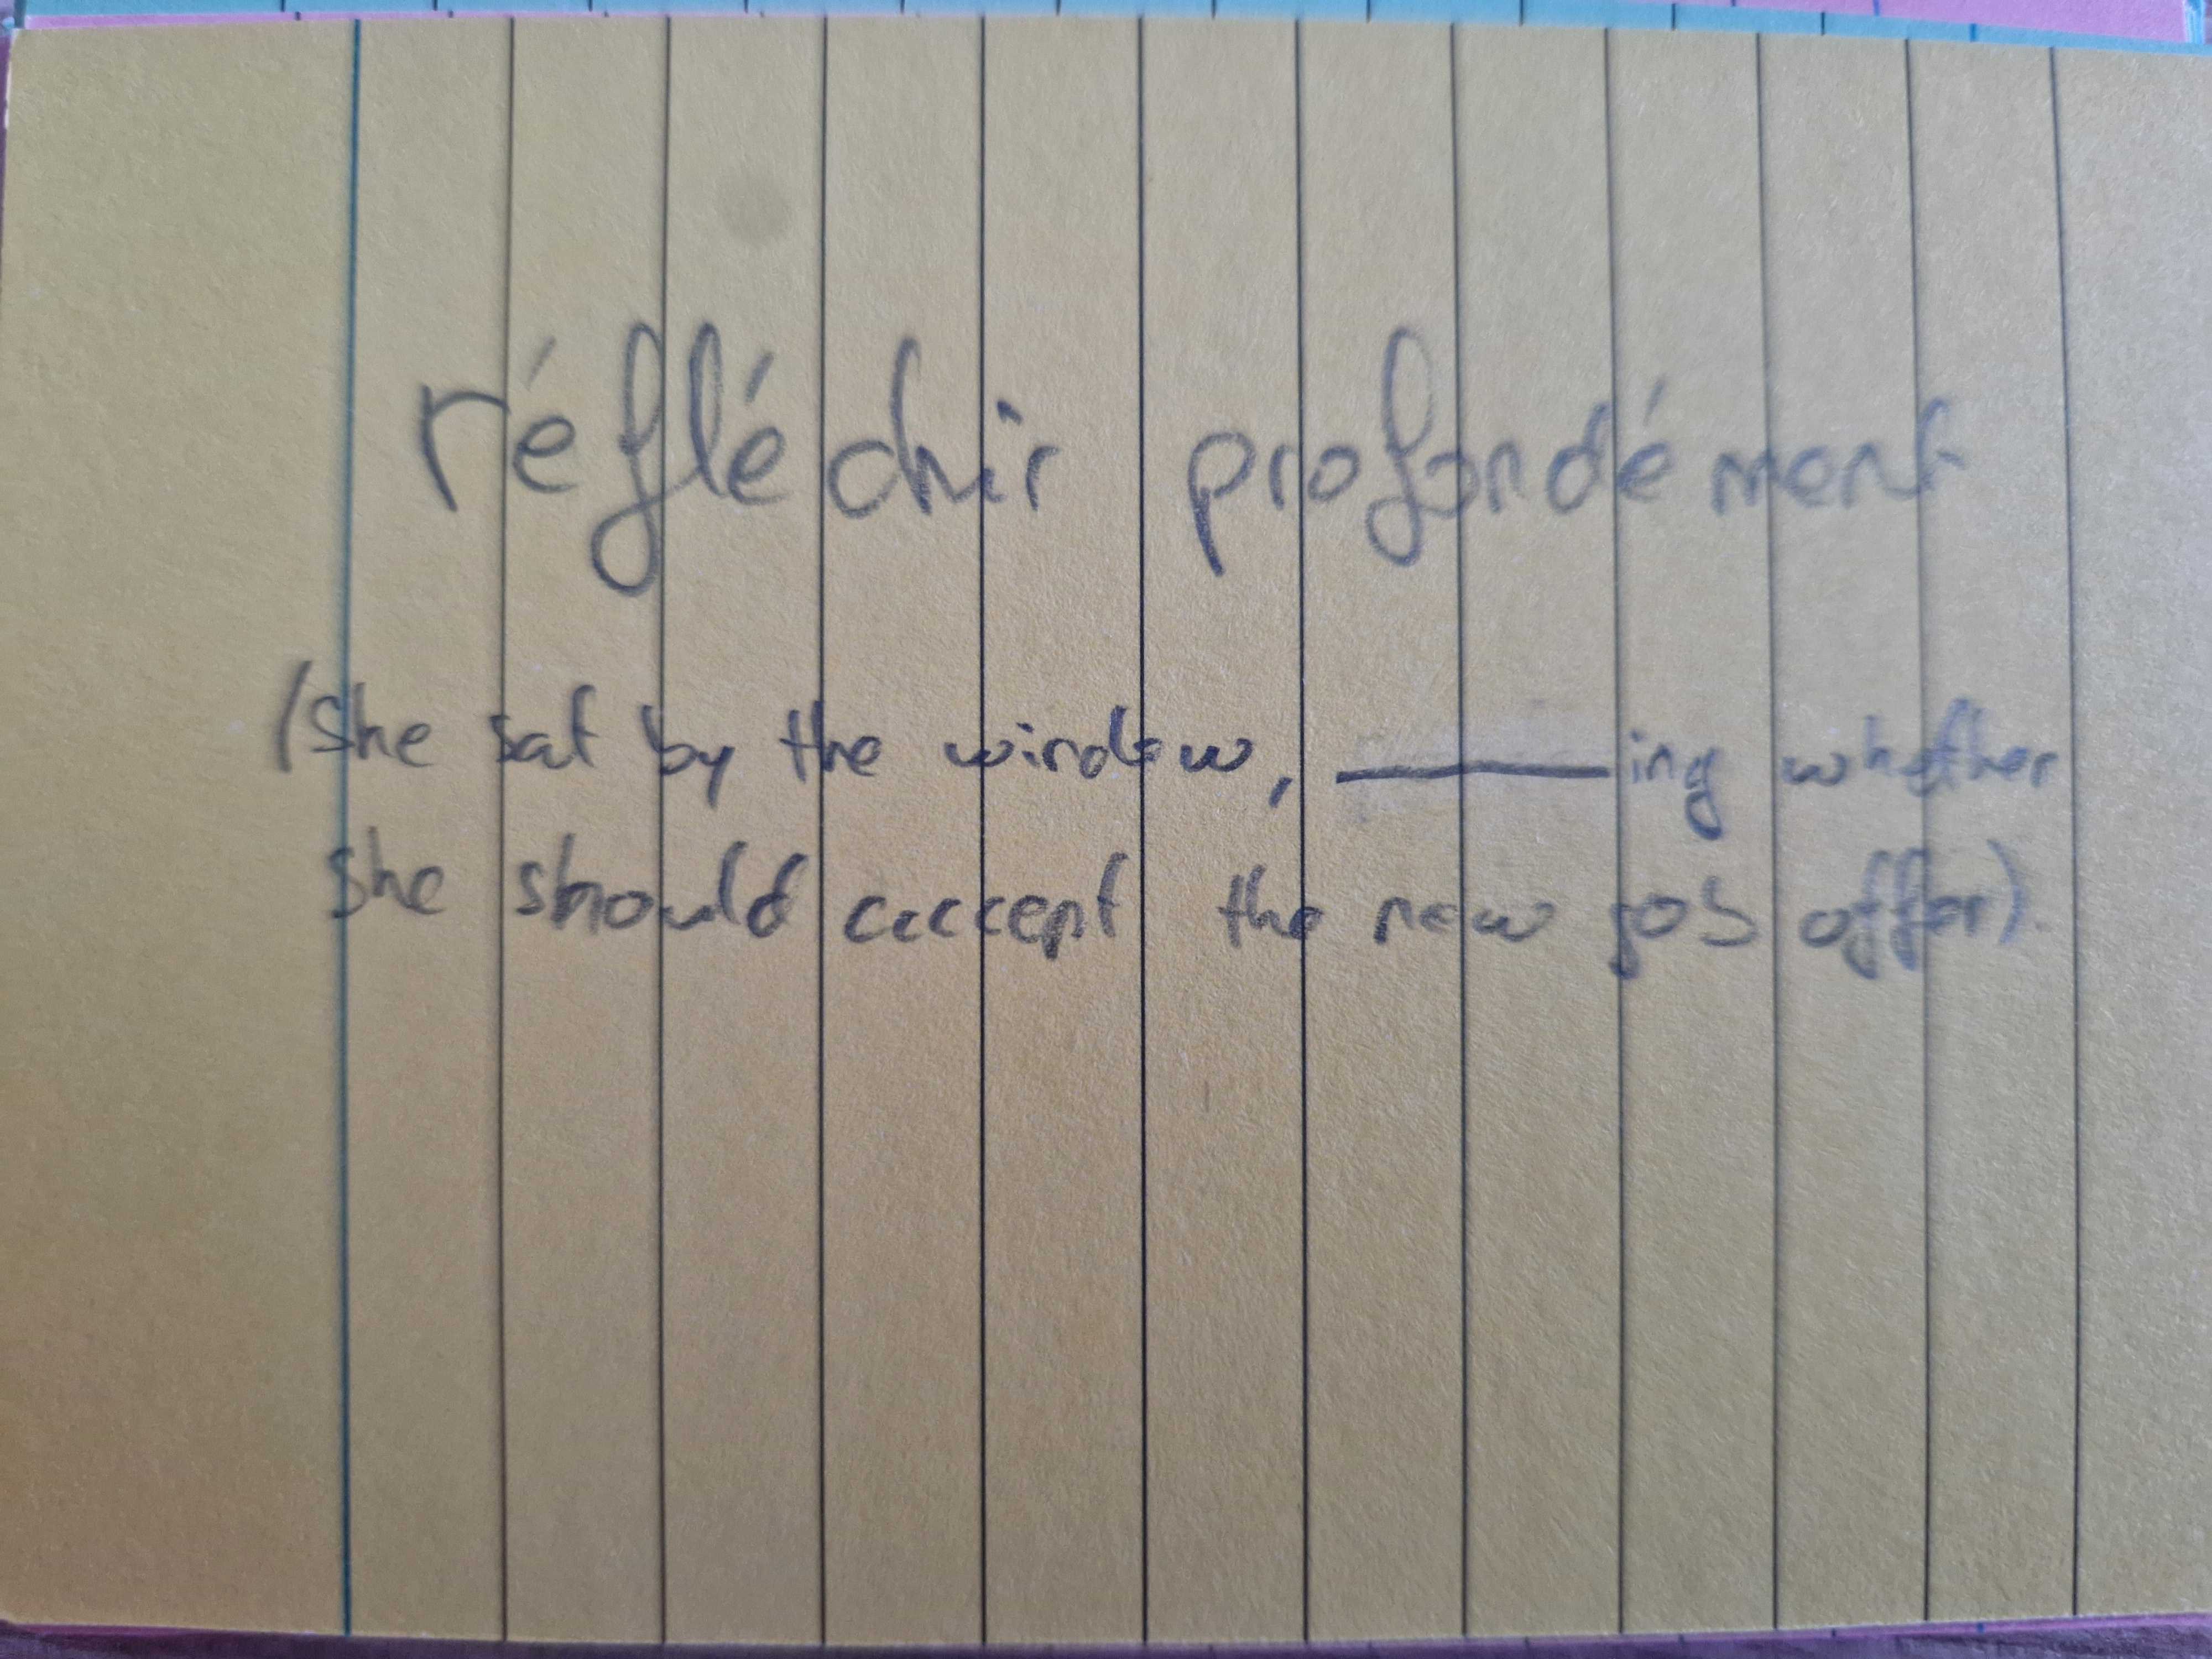 réfléchir profondément
(She sat by the window, ______ing whether
she should accept the new job offer).